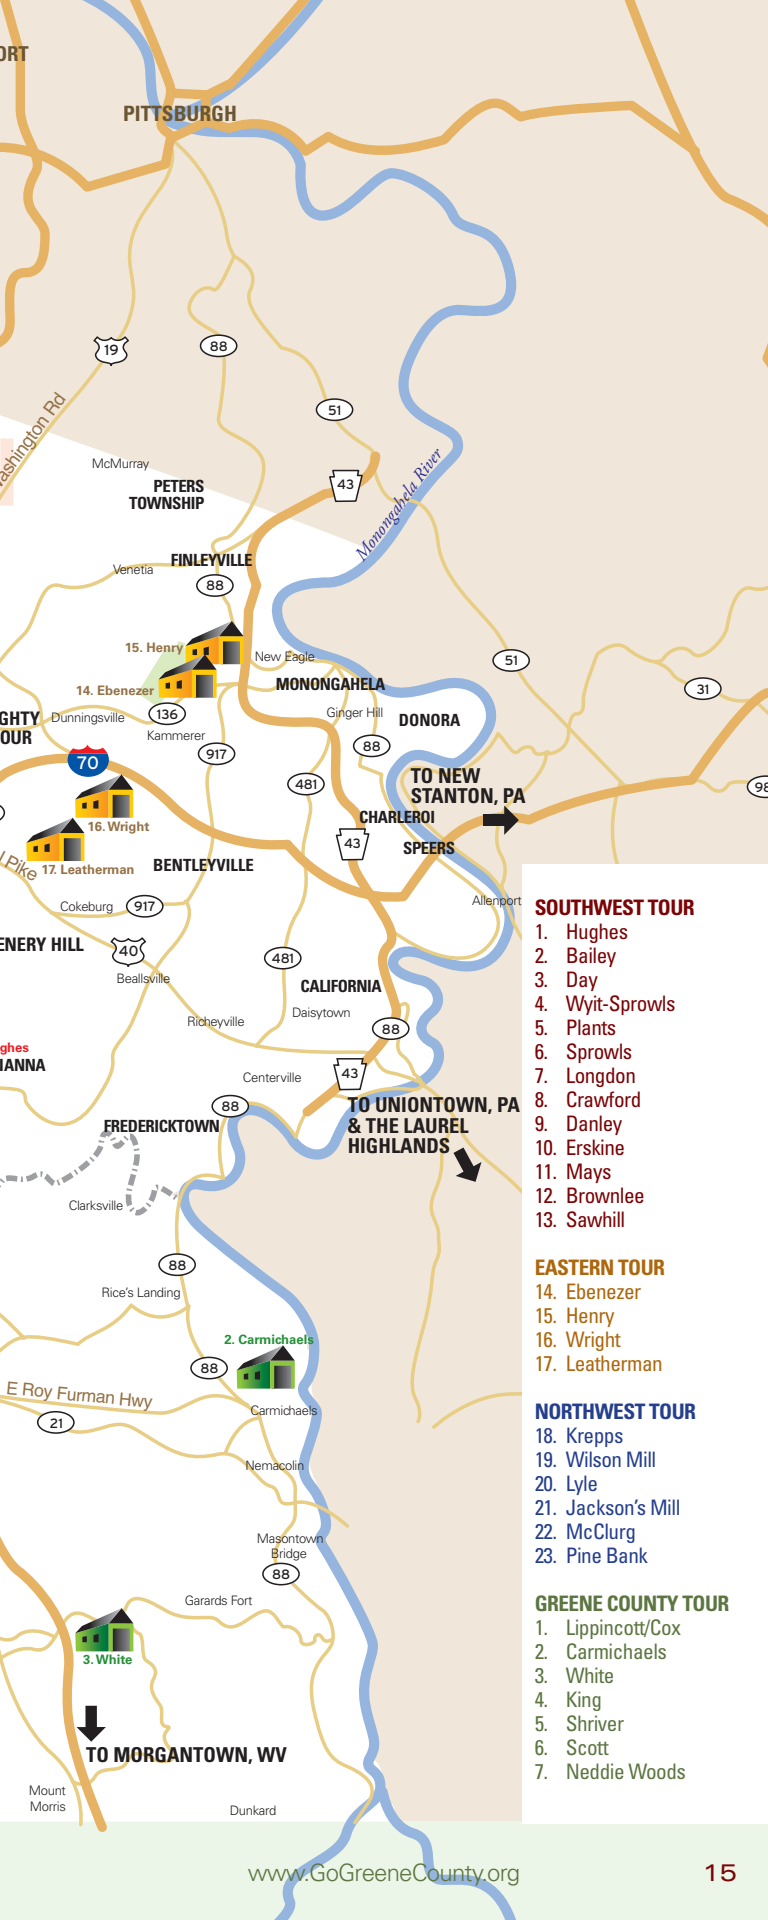 ORT
PITTSBURGH
19
88
51
ashington Rd
McMurray
PETERS
TOWNSHIP
43
Monongahela River
Venetia
FINLEYVILLE
88
15. Henry
New Eagle
51
14. Ebenezer
MONONGAHELA
31
GHTY
OUR
Dunningsville
136
Ginger Hill
DONORA
Kammerer
917
88
70
481
TO NEW
STANTON, PA
98
16. Wright
CHARLEROI
43
SPEERS
l Pike
17. Leatherman
BENTLEYVILLE
Cokeburg
917
Allenport
ENERY HILL
40
481
Beallsville
CALIFORNIA
Richeyville
Daisytown
88
ghes
IANNA
Centerville
43
88
TO UNIONTOWN, PA
& THE LAUREL
HIGHLANDS
FREDERICKTOWN
Clarksville
88
Rice's Landing
2. Carmichaels
88
E Roy Furman Hwy
21
Carmichaels
Nemacolin
Masontown
Bridge
88
Garards Fort
3. White
TO MORGANTOWN, WV
Mount
Morris
Dunkard
SOUTHWEST TOUR
1. Hughes
2. Bailey
3. Day
4. Wyit-Sprowls
5. Plants
6. Sprowls
7. Longdon
8. Crawford
9. Danley
10. Erskine
11. Mays
12. Brownlee
13. Sawhill
EASTERN TOUR
14. Ebenezer
15. Henry
16. Wright
17. Leatherman
NORTHWEST TOUR
18. Krepps
19. Wilson Mill
20. Lyle
21. Jackson's Mill
22. McClurg
23. Pine Bank
GREENE COUNTY TOUR
1. Lippincott/Cox
2. Carmichaels
3. White
4. King
5. Shriver
6. Scott
7. Neddie Woods
www.GoGreeneCounty.org
15